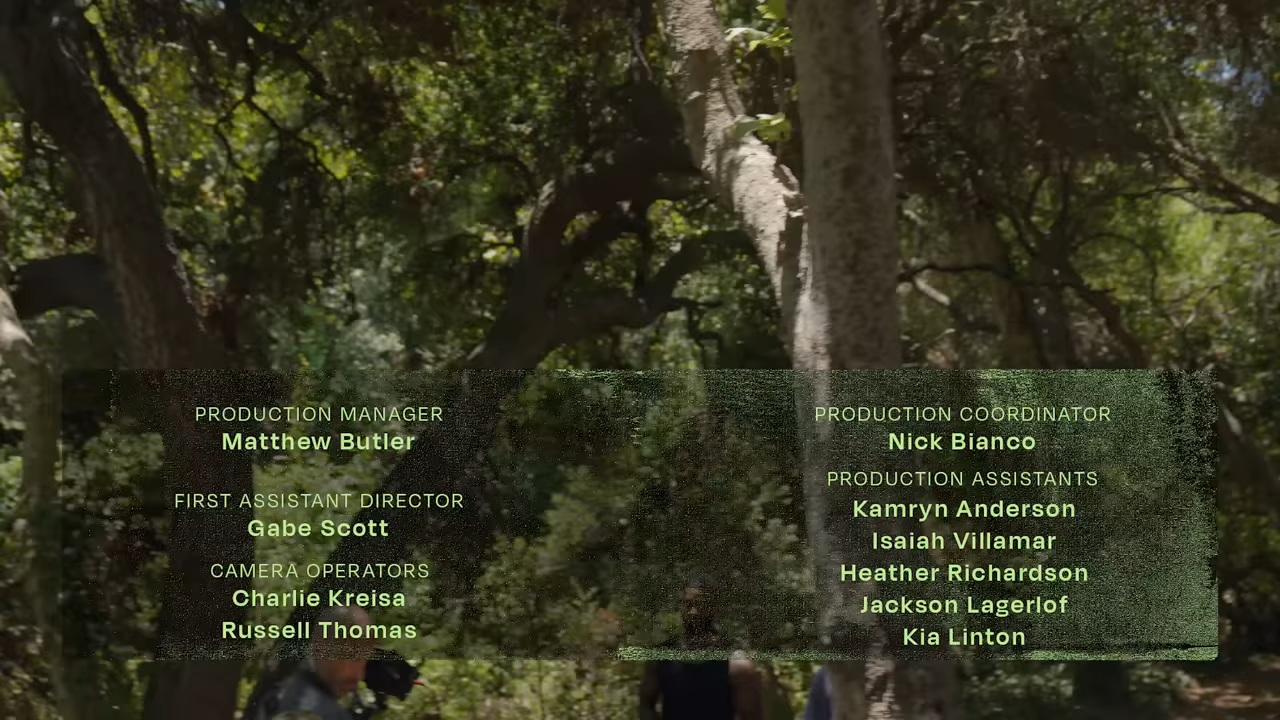 PRODUCTION MANAGER
Matthew Butler
FIRST ASSISTANT DIRECTOR
Gabe Scott
CAMERA OPERATORS
Charlie Kreisa
Russell Thomas
PRODUCTION COORDINATOR
Nick Bianco
PRODUCTION ASSISTANTS
Kamryn Anderson
Isaiah Villamar
Heather Richardson
Jackson Lagerlof
Kia Linton